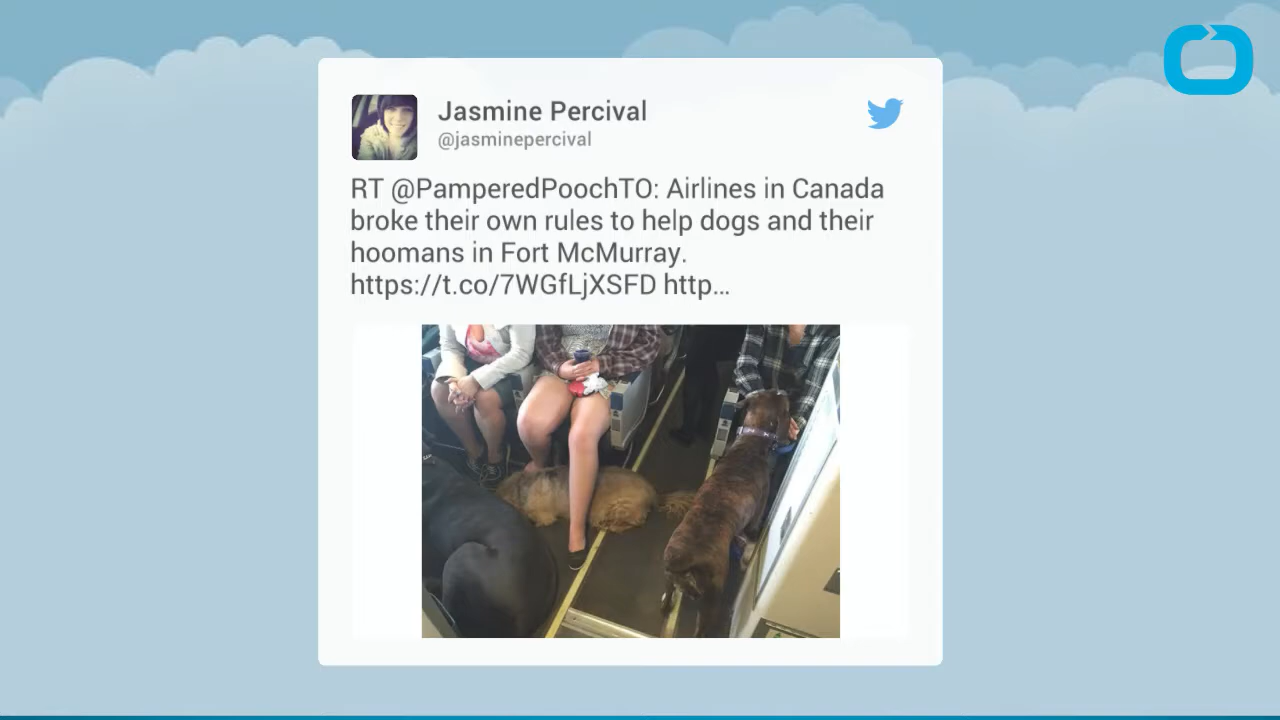 Jasmine Percival
@jasminepercival
RT @PamperedPoochTO: Airlines in Canada
broke their own rules to help dogs and their
hoomans in Fort McMurray.
https://t.co/7WGfLjXSFD http…